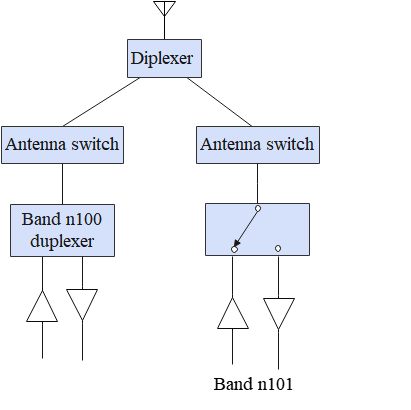 Diplexer
Antenna switch
Antenna switch
Band n100
duplexer
Band n101